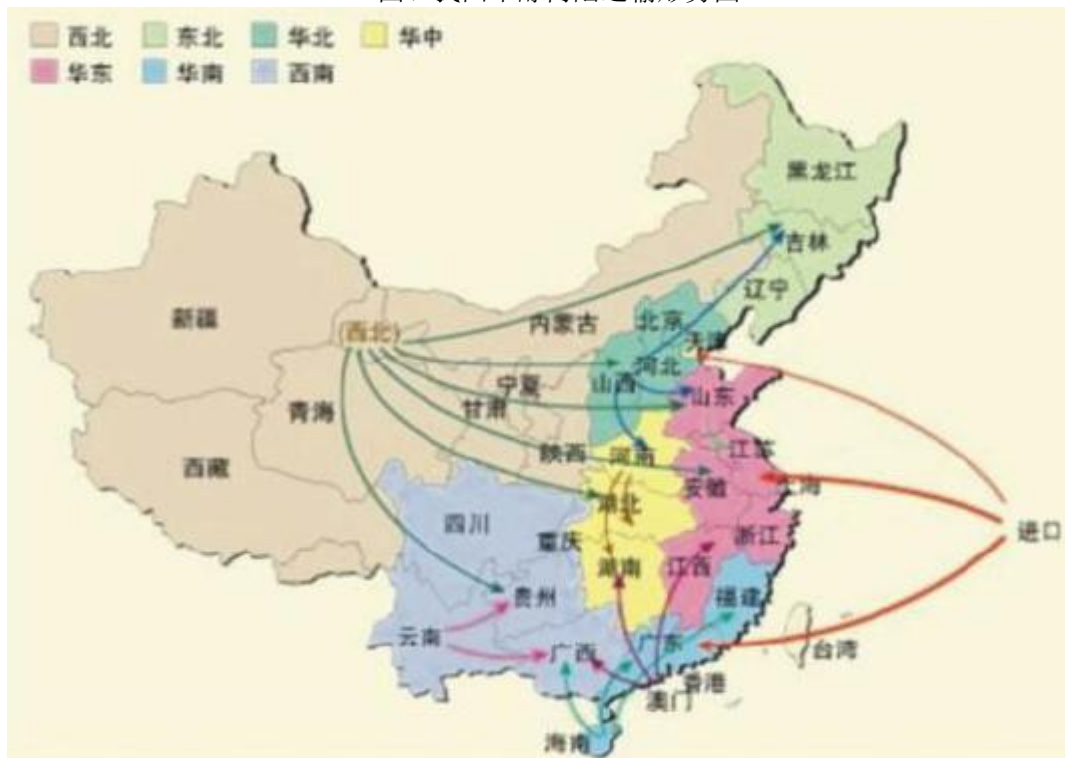 西北 东北 华北 华中
华东 华南 西南
黑龙江
吉林
辽宁
新疆
(西北)
内蒙古
北京
天津
河北
山西
宁夏
山东
青海
甘肃
西藏
陕西
河南
江苏
安徽
上海
湖北
四川
浙江
重庆
进口
湖南
江西
贵州
福建
云南
广西
广东
台湾
香港
澳门
海南